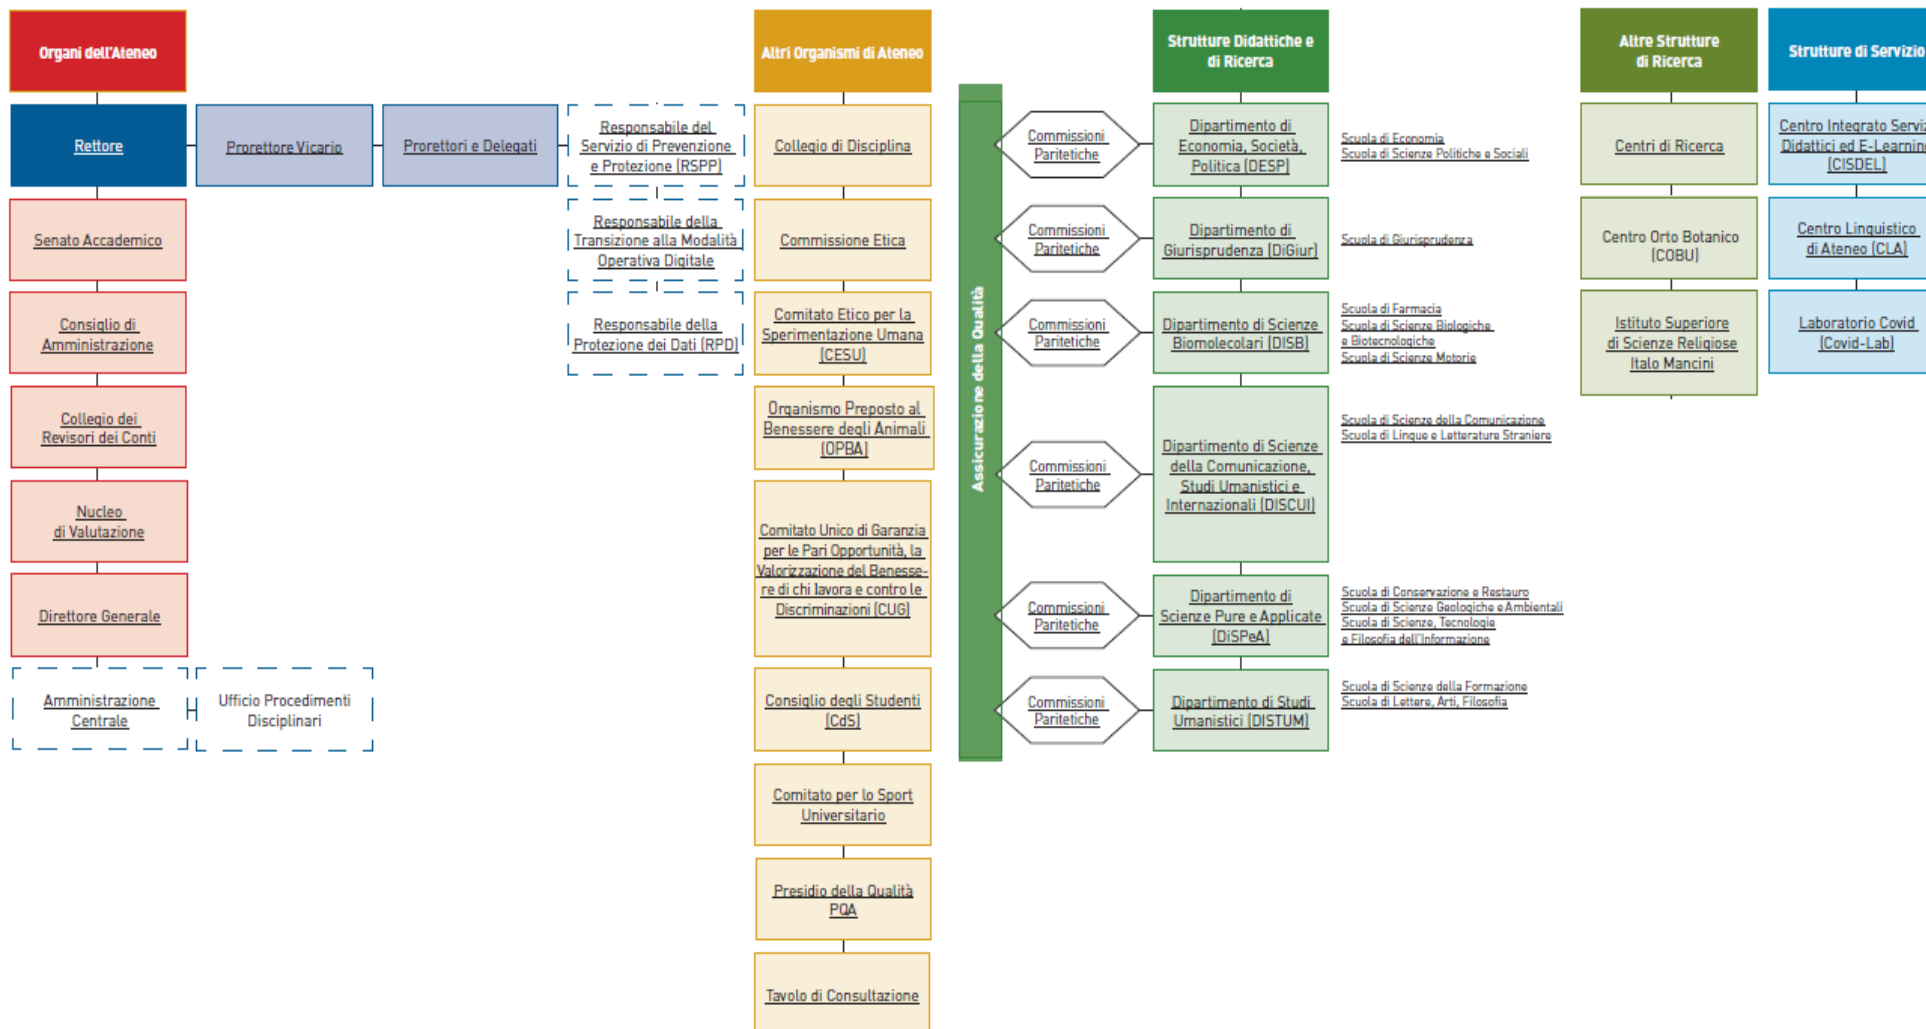 Organi dell'Ateneo
Rettore
Prorettore Vicario
Prorettori e Delegati
Responsabile del
Servizio di Prevenzione
e Protezione (RSPP)
Responsabile della
Transizione alla Modalità
Operativa Digitale
Responsabile della
Protezione dei Dati (RPD)
Senato Accademico
Consiglio di
Amministrazione
Collegio dei
Revisori dei Conti
Nucleo
di Valutazione
Direttore Generale
Amministrazione
Centrale
Ufficio Procedimenti
Disciplinari
Altri Organismi di Ateneo
Collegio di Disciplina
Commissione Etica
Comitato Etico per la
Sperimentazione Umana
(CESU)
Organismo Preposto al
Benessere degli Animali
(OPBA)
Comitato Unico di Garanzia
per le Pari Opportunità, la
Valorizzazione del Benesse-
re di chi lavora e contro le
Discriminazioni (CUG)
Consiglio degli Studenti
(CdS)
Comitato per lo Sport
Universitario
Presidio della Qualità
PQA
Tavolo di Consultazione
Assicurazione della Qualità
Strutture Didattiche e
di Ricerca
Commissioni
Paritetiche
Dipartimento di
Economia, Società,
Politica (DESP)
Scuola di Economia
Scuola di Scienze Politiche e Sociali
Commissioni
Paritetiche
Dipartimento di
Giurisprudenza (DiGiur)
Scuola di Giurisprudenza
Commissioni
Paritetiche
Dipartimento di Scienze
Biomolecolari (DISB)
Scuola di Farmacia
Scuola di Scienze Biologiche
e Biotecnologiche
Scuola di Scienze Motorie
Commissioni
Paritetiche
Dipartimento di Scienze
della Comunicazione,
Studi Umanistici e
Internazionali (DISCUI)
Scuola di Scienze della Comunicazione
Scuola di Lingue e Letterature Straniere
Commissioni
Paritetiche
Dipartimento di
Scienze Pure e Applicate
(DiSPeA)
Scuola di Conservazione e Restauro
Scuola di Scienze Geologiche e Ambientali
Scuola di Scienze, Tecnologie
e Filosofia dell'Informazione
Commissioni
Paritetiche
Dipartimento di Studi
Umanistici (DISTUM)
Scuola di Scienze della Formazione
Scuola di Lettere, Arti, Filosofia
Altre Strutture
di Ricerca
Centri di Ricerca
Centro Orto Botanico
(COBU)
Istituto Superiore
di Scienze Religiose
Italo Mancini
Strutture di Servizio
Centro Integrato Serviz
Didattici ed E-Learning
(CISDEL)
Centro Linguistico
di Ateneo (CLA)
Laboratorio Covid
(Covid-Lab)